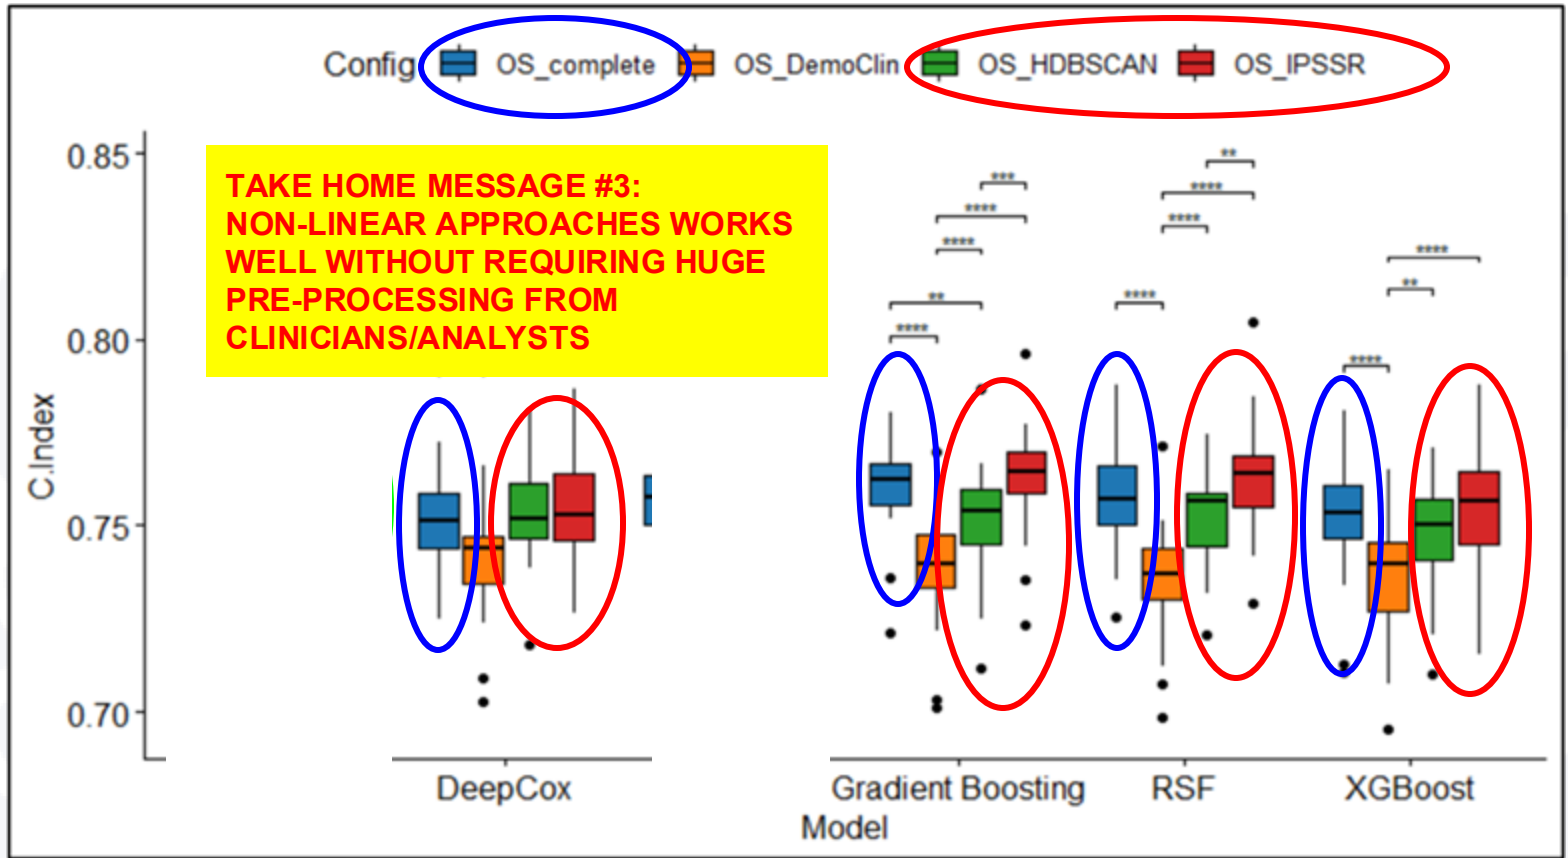 Config OS_complete OS_DemoClin OS_HDBSCAN OS_IPSSR
TAKE HOME MESSAGE #3:
NON-LINEAR APPROACHES WORKS
WELL WITHOUT REQUIRING HUGE
PRE-PROCESSING FROM
CLINICIANS/ANALYSTS
C.Index
0.85
0.80
0.75
0.70
**
****
****
***
****
****
**
****
****
**
****
****
**
****
DeepCox Gradient Boosting RSF XGBoost
Model